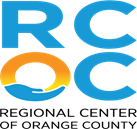 RC
OC
REGIONAL CENTER
OF ORANGE COUNTY